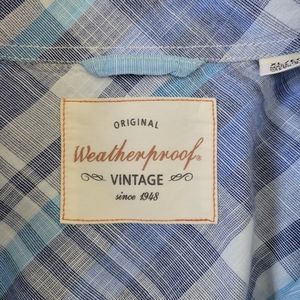 ORIGINAL
Weatherproof®
VINTAGE
since 1948